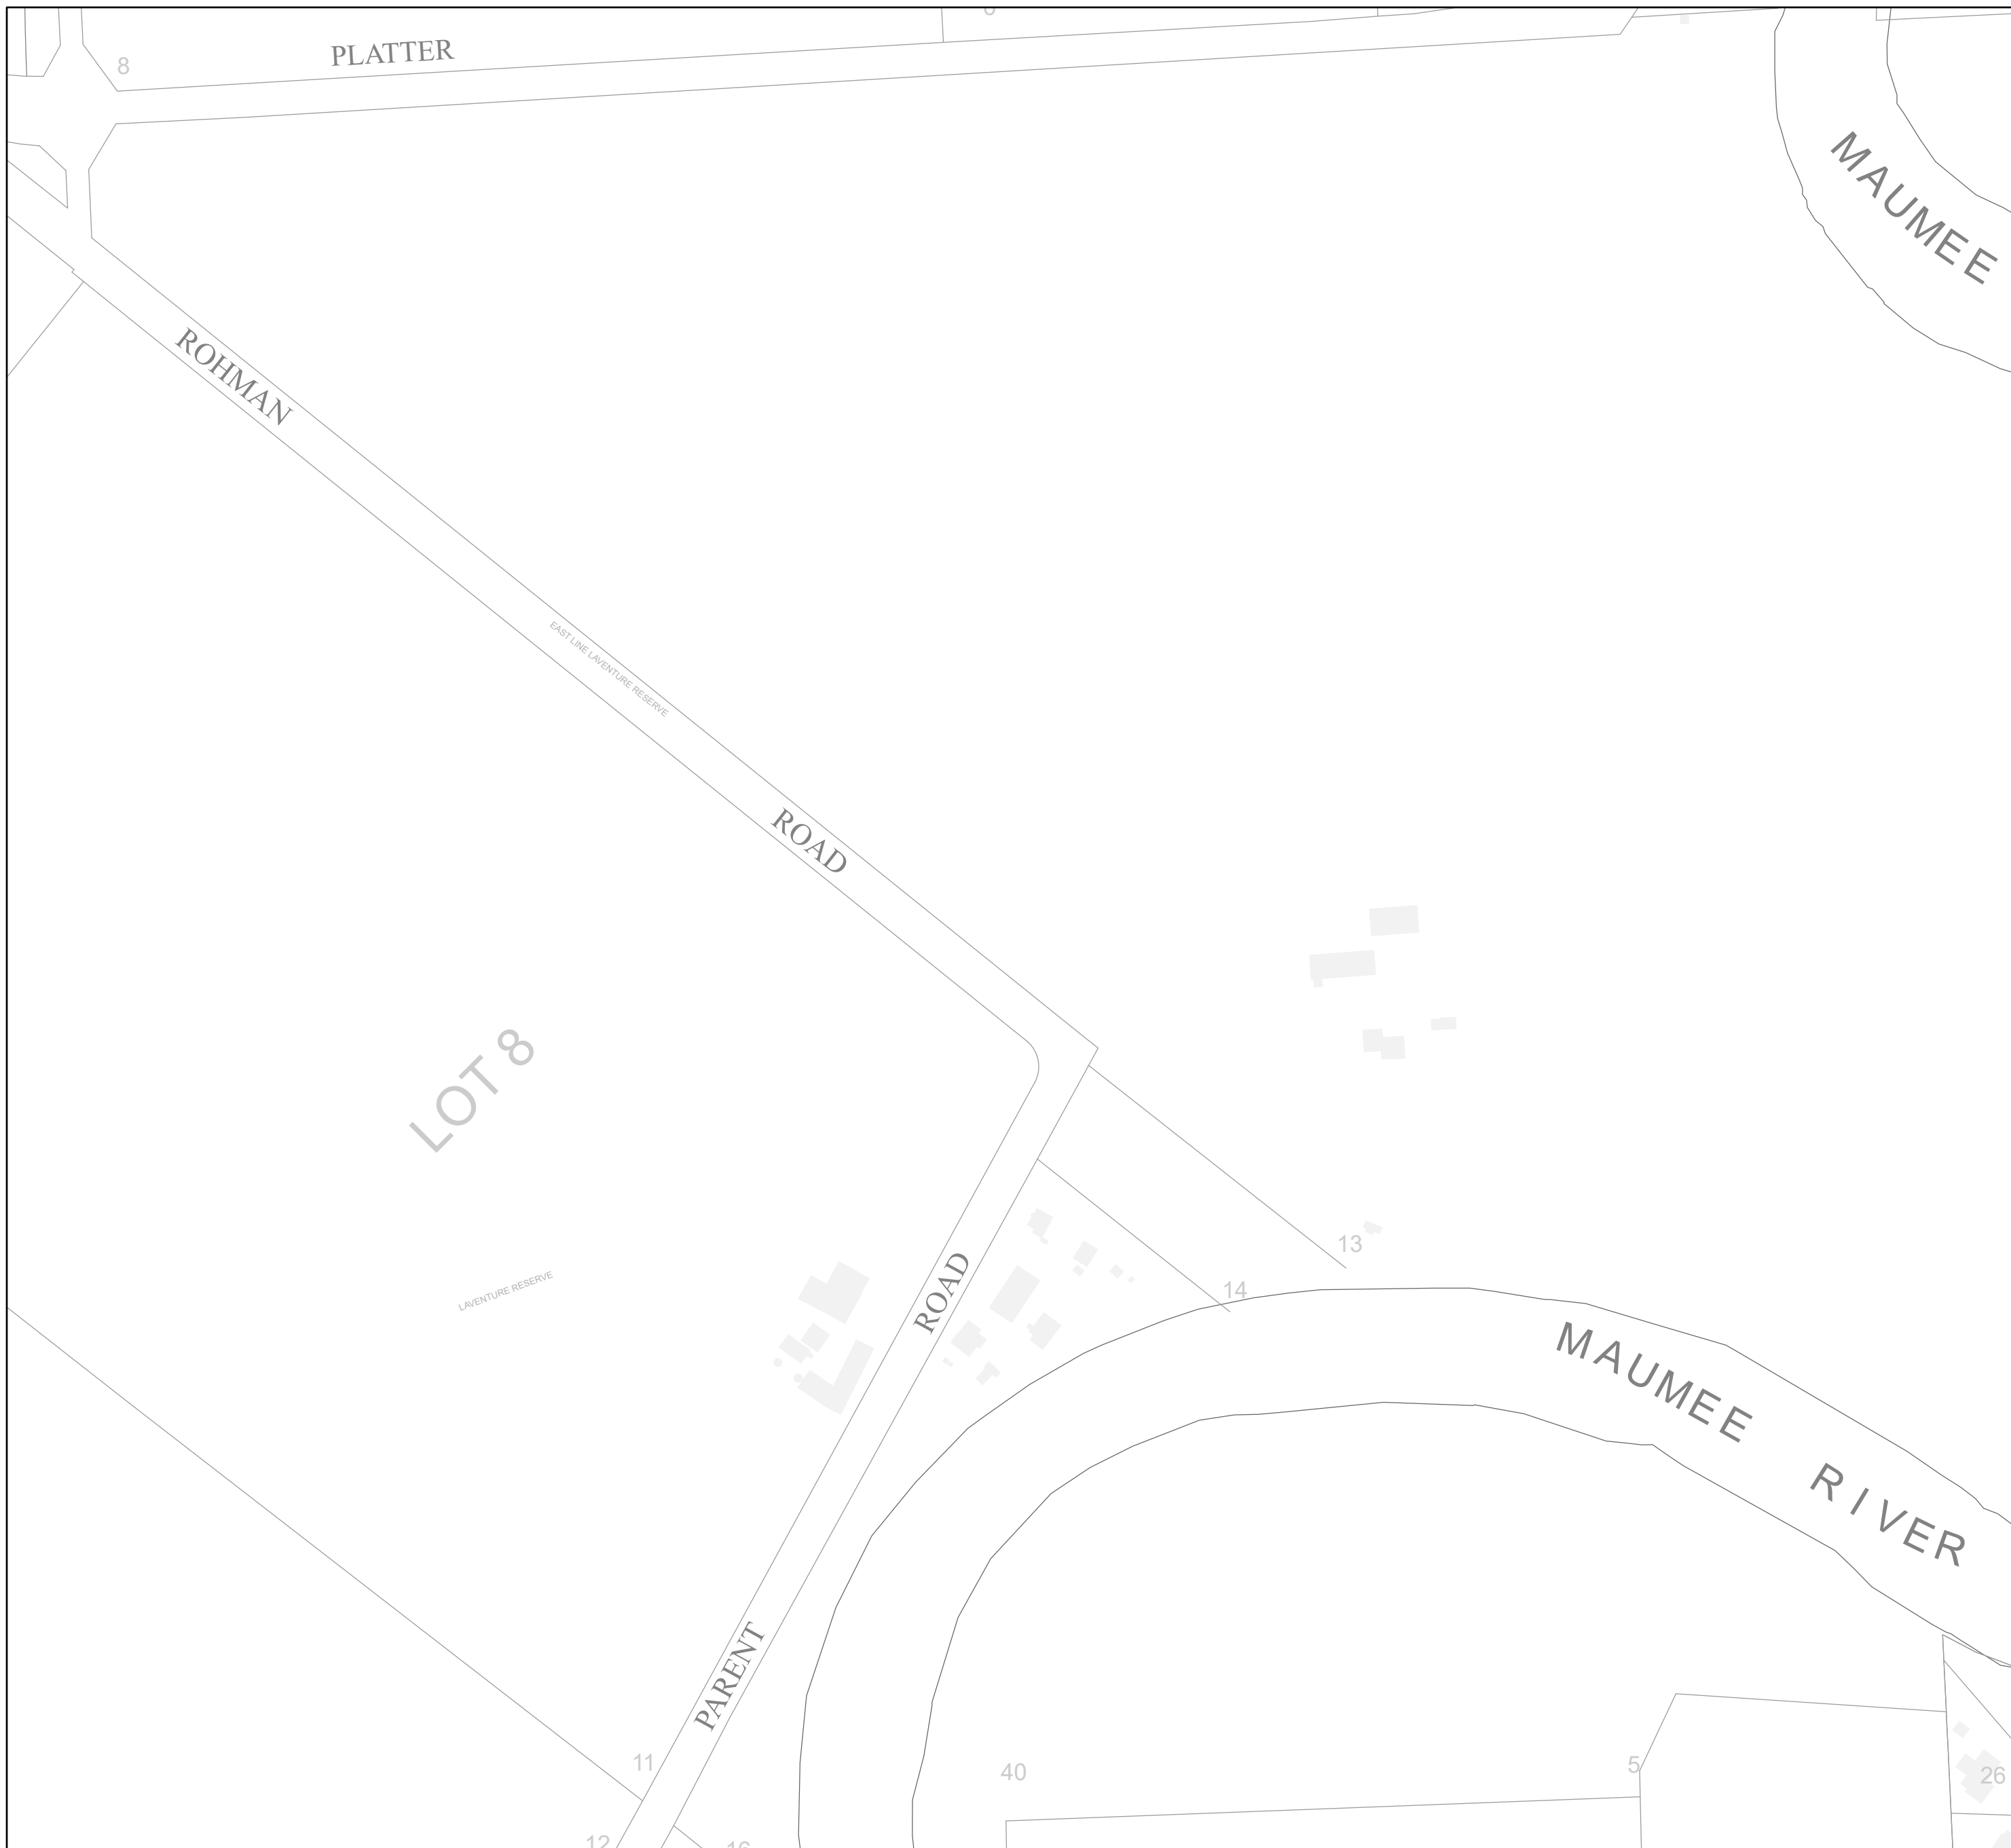 8
PLATTER
MAUMEE
ROHMAN
EAST LINE LAVENTURE RESERVE
ROAD
LOT 8
13
LAVENTURE RESERVE
14
ROAD
MAUMEE
RIVER
PARENT
11
40
5
26
12
16